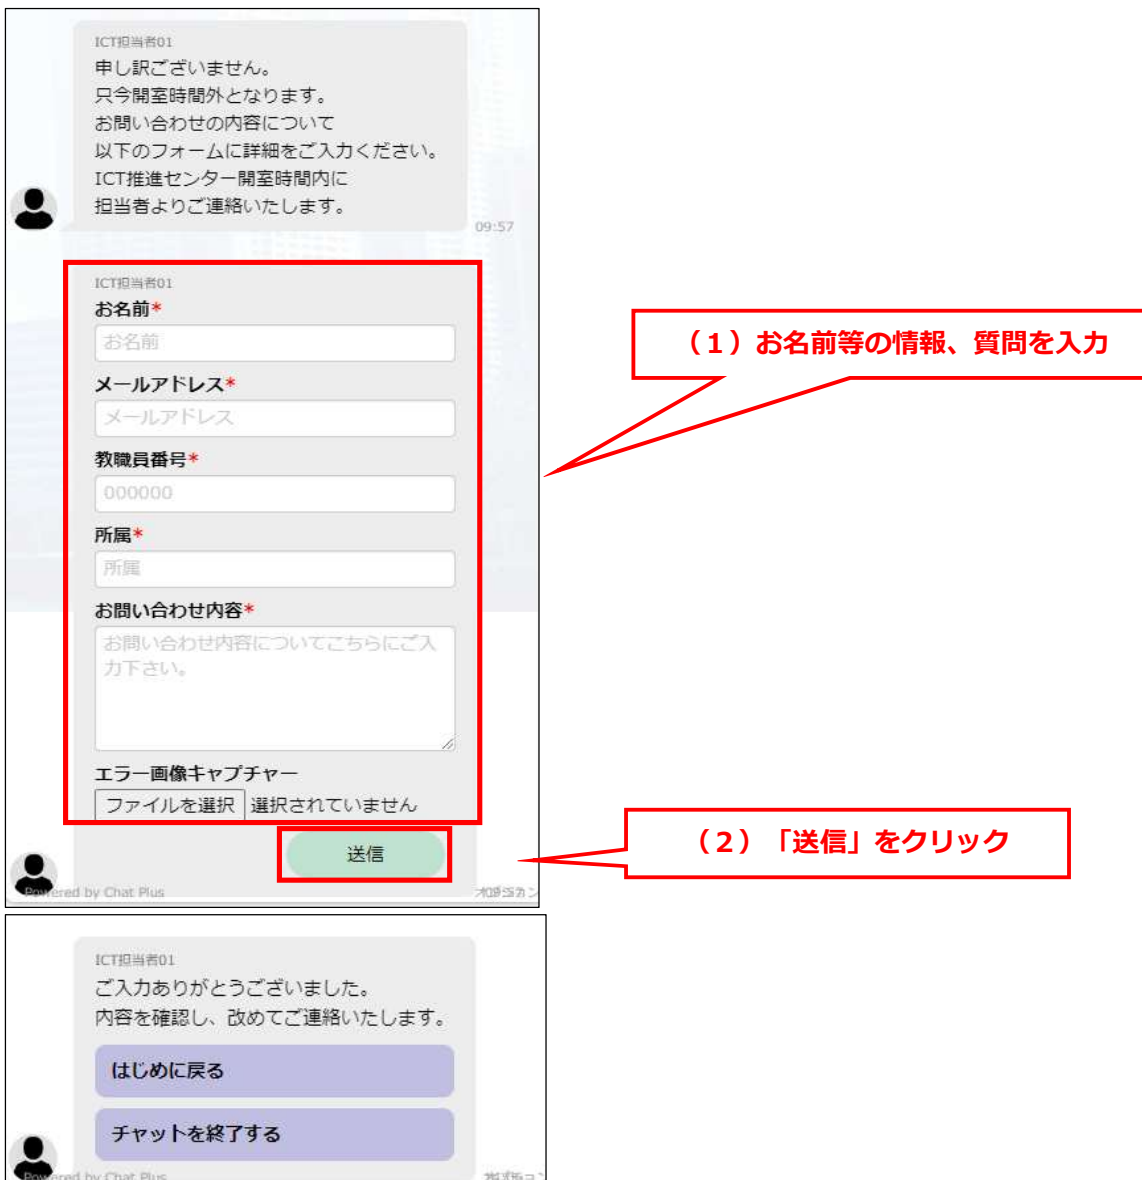 ICT担当者01
申し訳ございません。
只今開室時間外となります。
お問い合わせの内容について
以下のフォームに詳細をご入力ください。
ICT推進センター開室時間内に
担当者よりご連絡いたします。
09:57
ICT担当者01
お名前*
お名前
メールアドレス*
メールアドレス
教職員番号*
000000
所属*
所属
お問い合わせ内容*
お問い合わせ内容についてこちらにご入
力下さい。
エラー画像キャプチャー
ファイルを選択 選択されていません
送信
Powered by Chat Plus
（1）お名前等の情報、質問を入力
（2）「送信」をクリック
ICT担当者01
ご入力ありがとうございました。
内容を確認し、改めてご連絡いたします。
はじめに戻る
チャットを終了する
Powered by Chat Plus